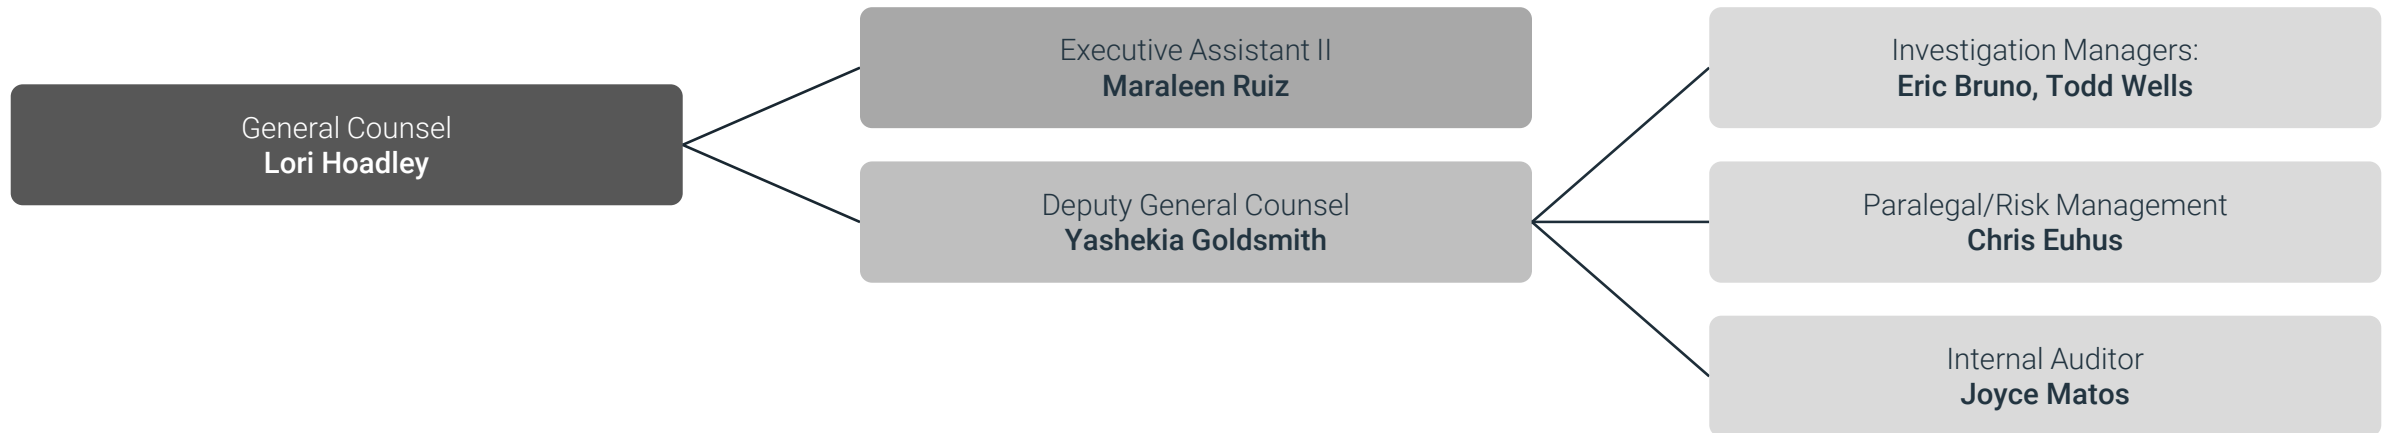 General Counsel
Lori Hoadley
Executive Assistant II
Maraleen Ruiz
Deputy General Counsel
Yashekia Goldsmith
Investigation Managers:
Eric Bruno, Todd Wells
Paralegal/Risk Management
Chris Euhus
Internal Auditor
Joyce Matos